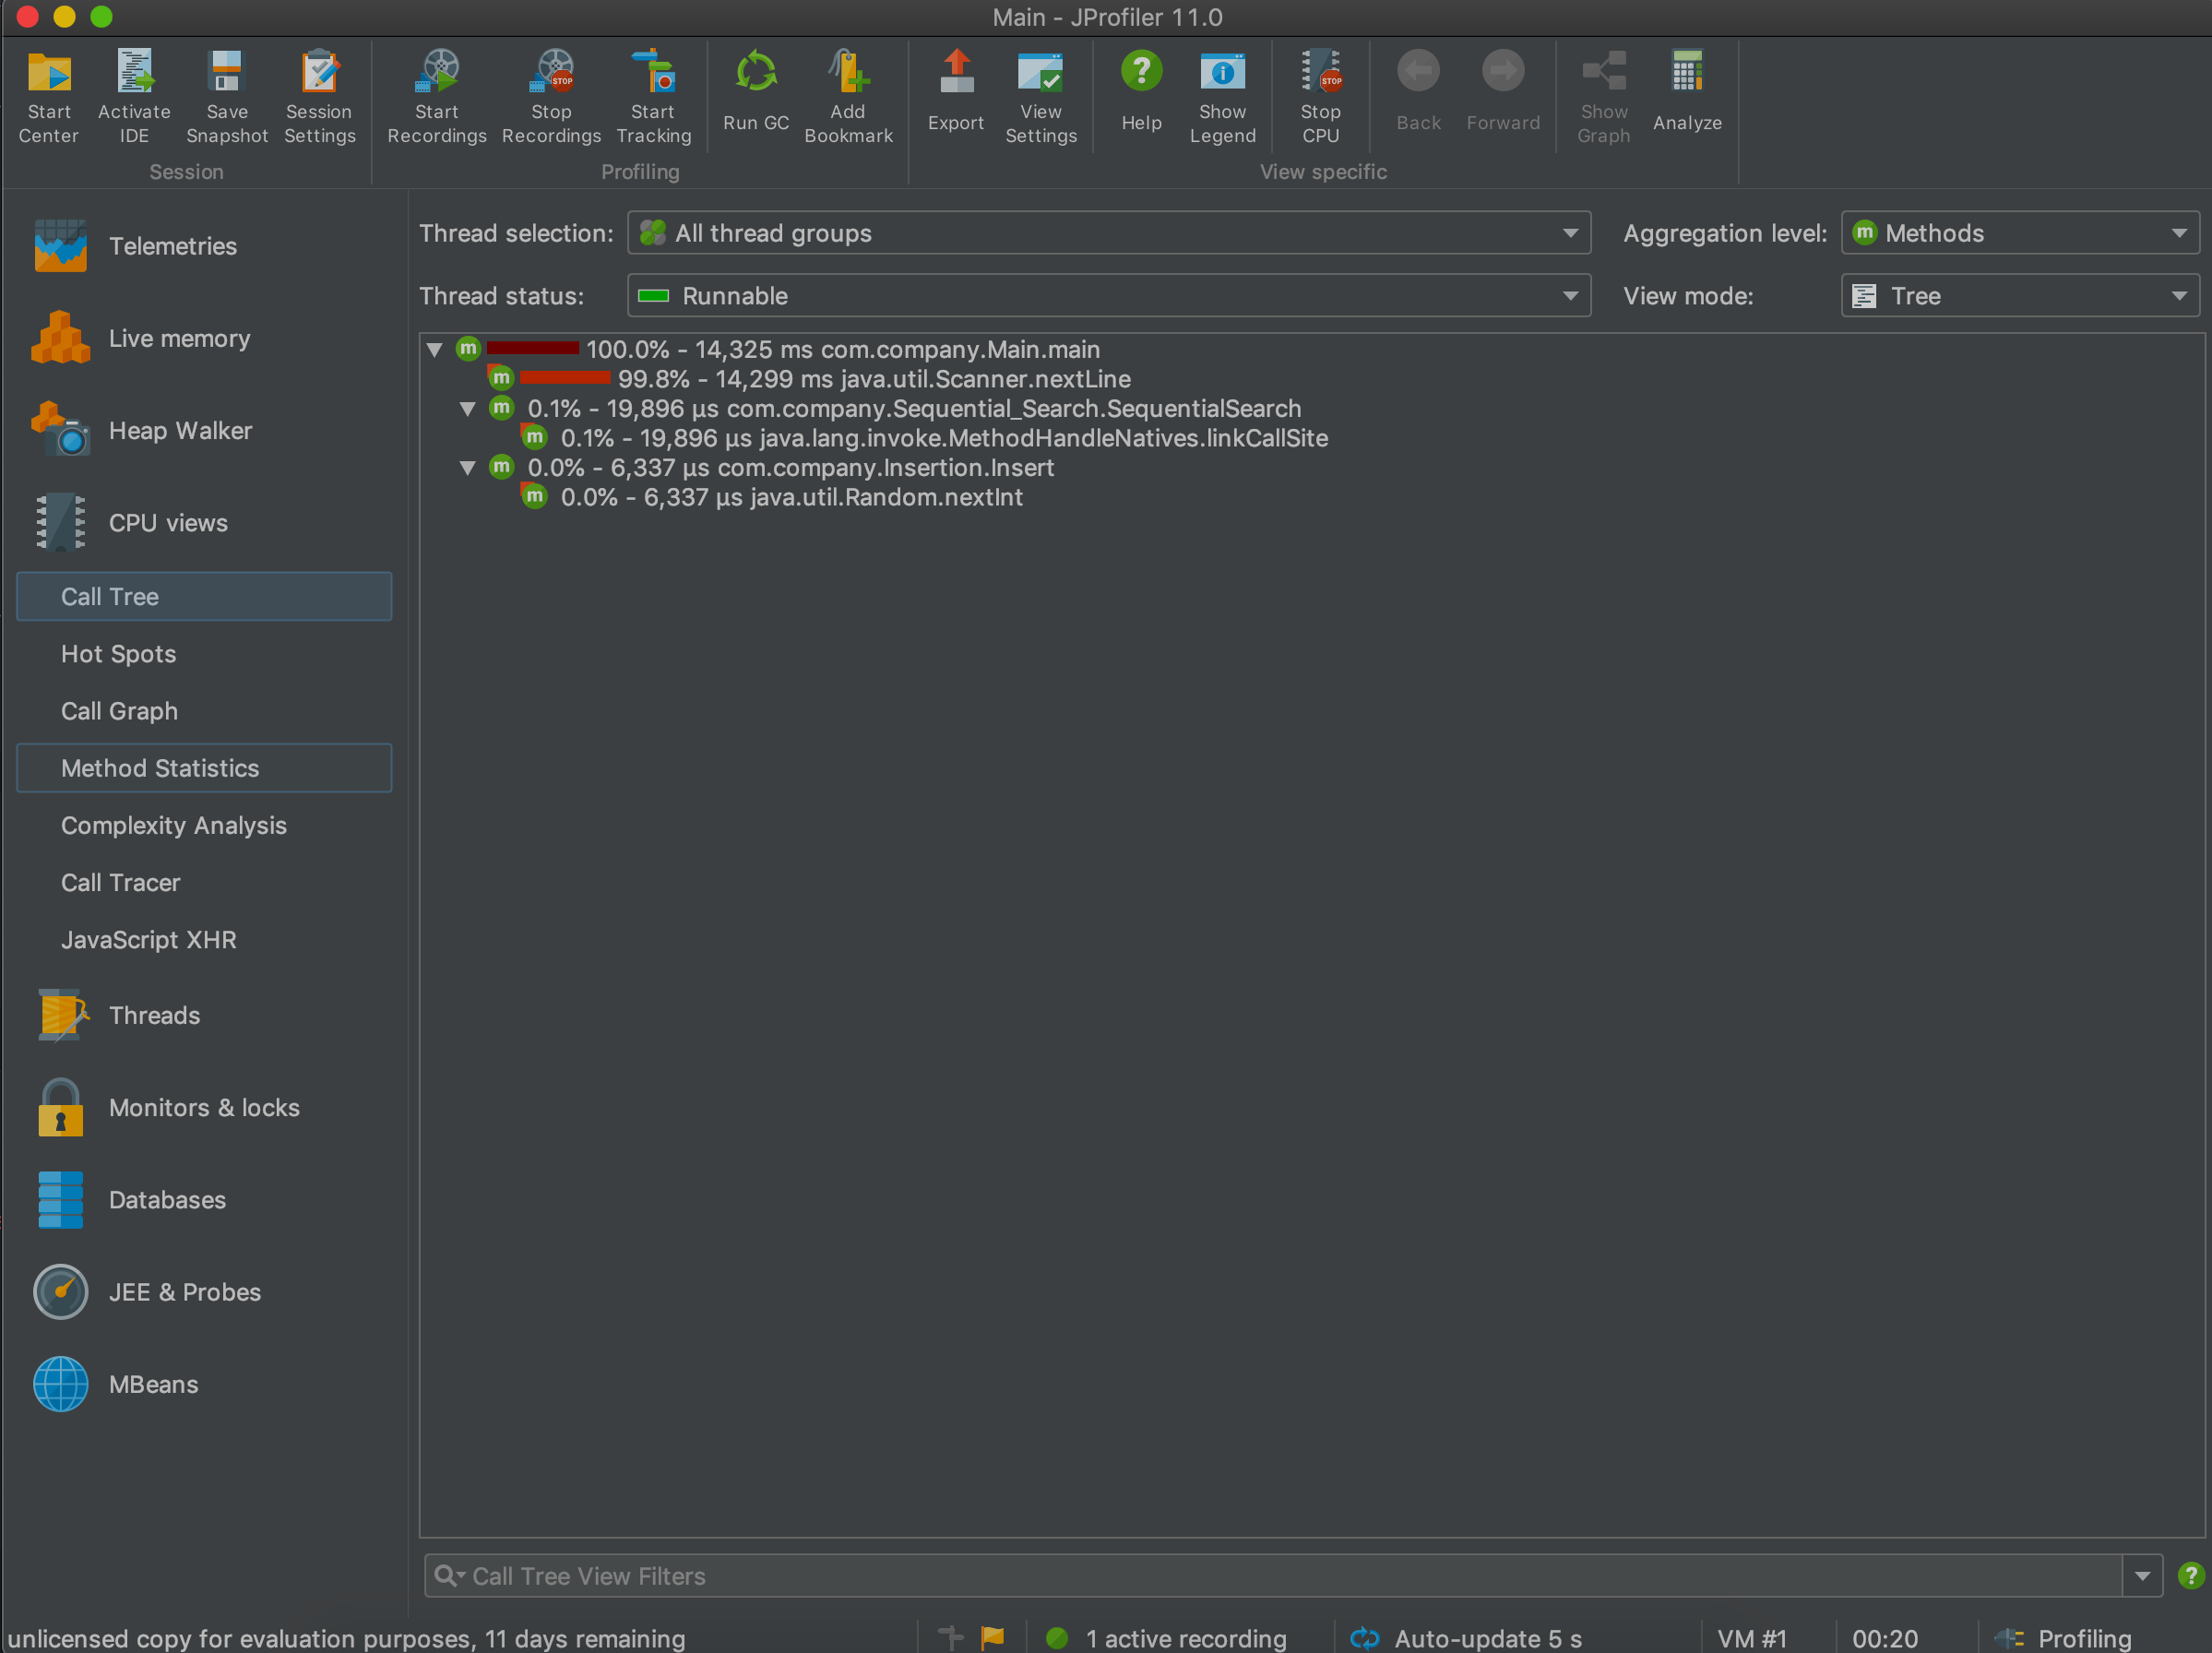 Main - JProfiler 11.0
Start Center
Activate IDE
Save Snapshot
Session Settings
Start Recordings
Stop Recordings
Start Tracking
Run GC
Add Bookmark
Export
View Settings
Help
Show Legend
Stop CPU
Back
Forward
Show Graph
Analyze
Session
Profiling
View specific
Telemetries
Live memory
Heap Walker
CPU views
Call Tree
Hot Spots
Call Graph
Method Statistics
Complexity Analysis
Call Tracer
JavaScript XHR
Threads
Monitors & locks
Databases
JEE & Probes
MBeans
Thread selection: All thread groups
Aggregation level: m Methods
Thread status: Runnable
View mode: Tree
m 100.0% - 14,325 ms com.company.Main.main
m 99.8% - 14,299 ms java.util.Scanner.nextLine
m 0.1% - 19,896 µs com.company.Sequential_Search.SequentialSearch
m 0.1% - 19,896 µs java.lang.invoke.MethodHandleNatives.linkCallSite
m 0.0% - 6,337 µs com.company.Insertion.Insert
m 0.0% - 6,337 µs java.util.Random.nextInt
Call Tree View Filters
unlicensed copy for evaluation purposes, 11 days remaining
1 active recording
Auto-update 5 s
VM #1
00:20
Profiling